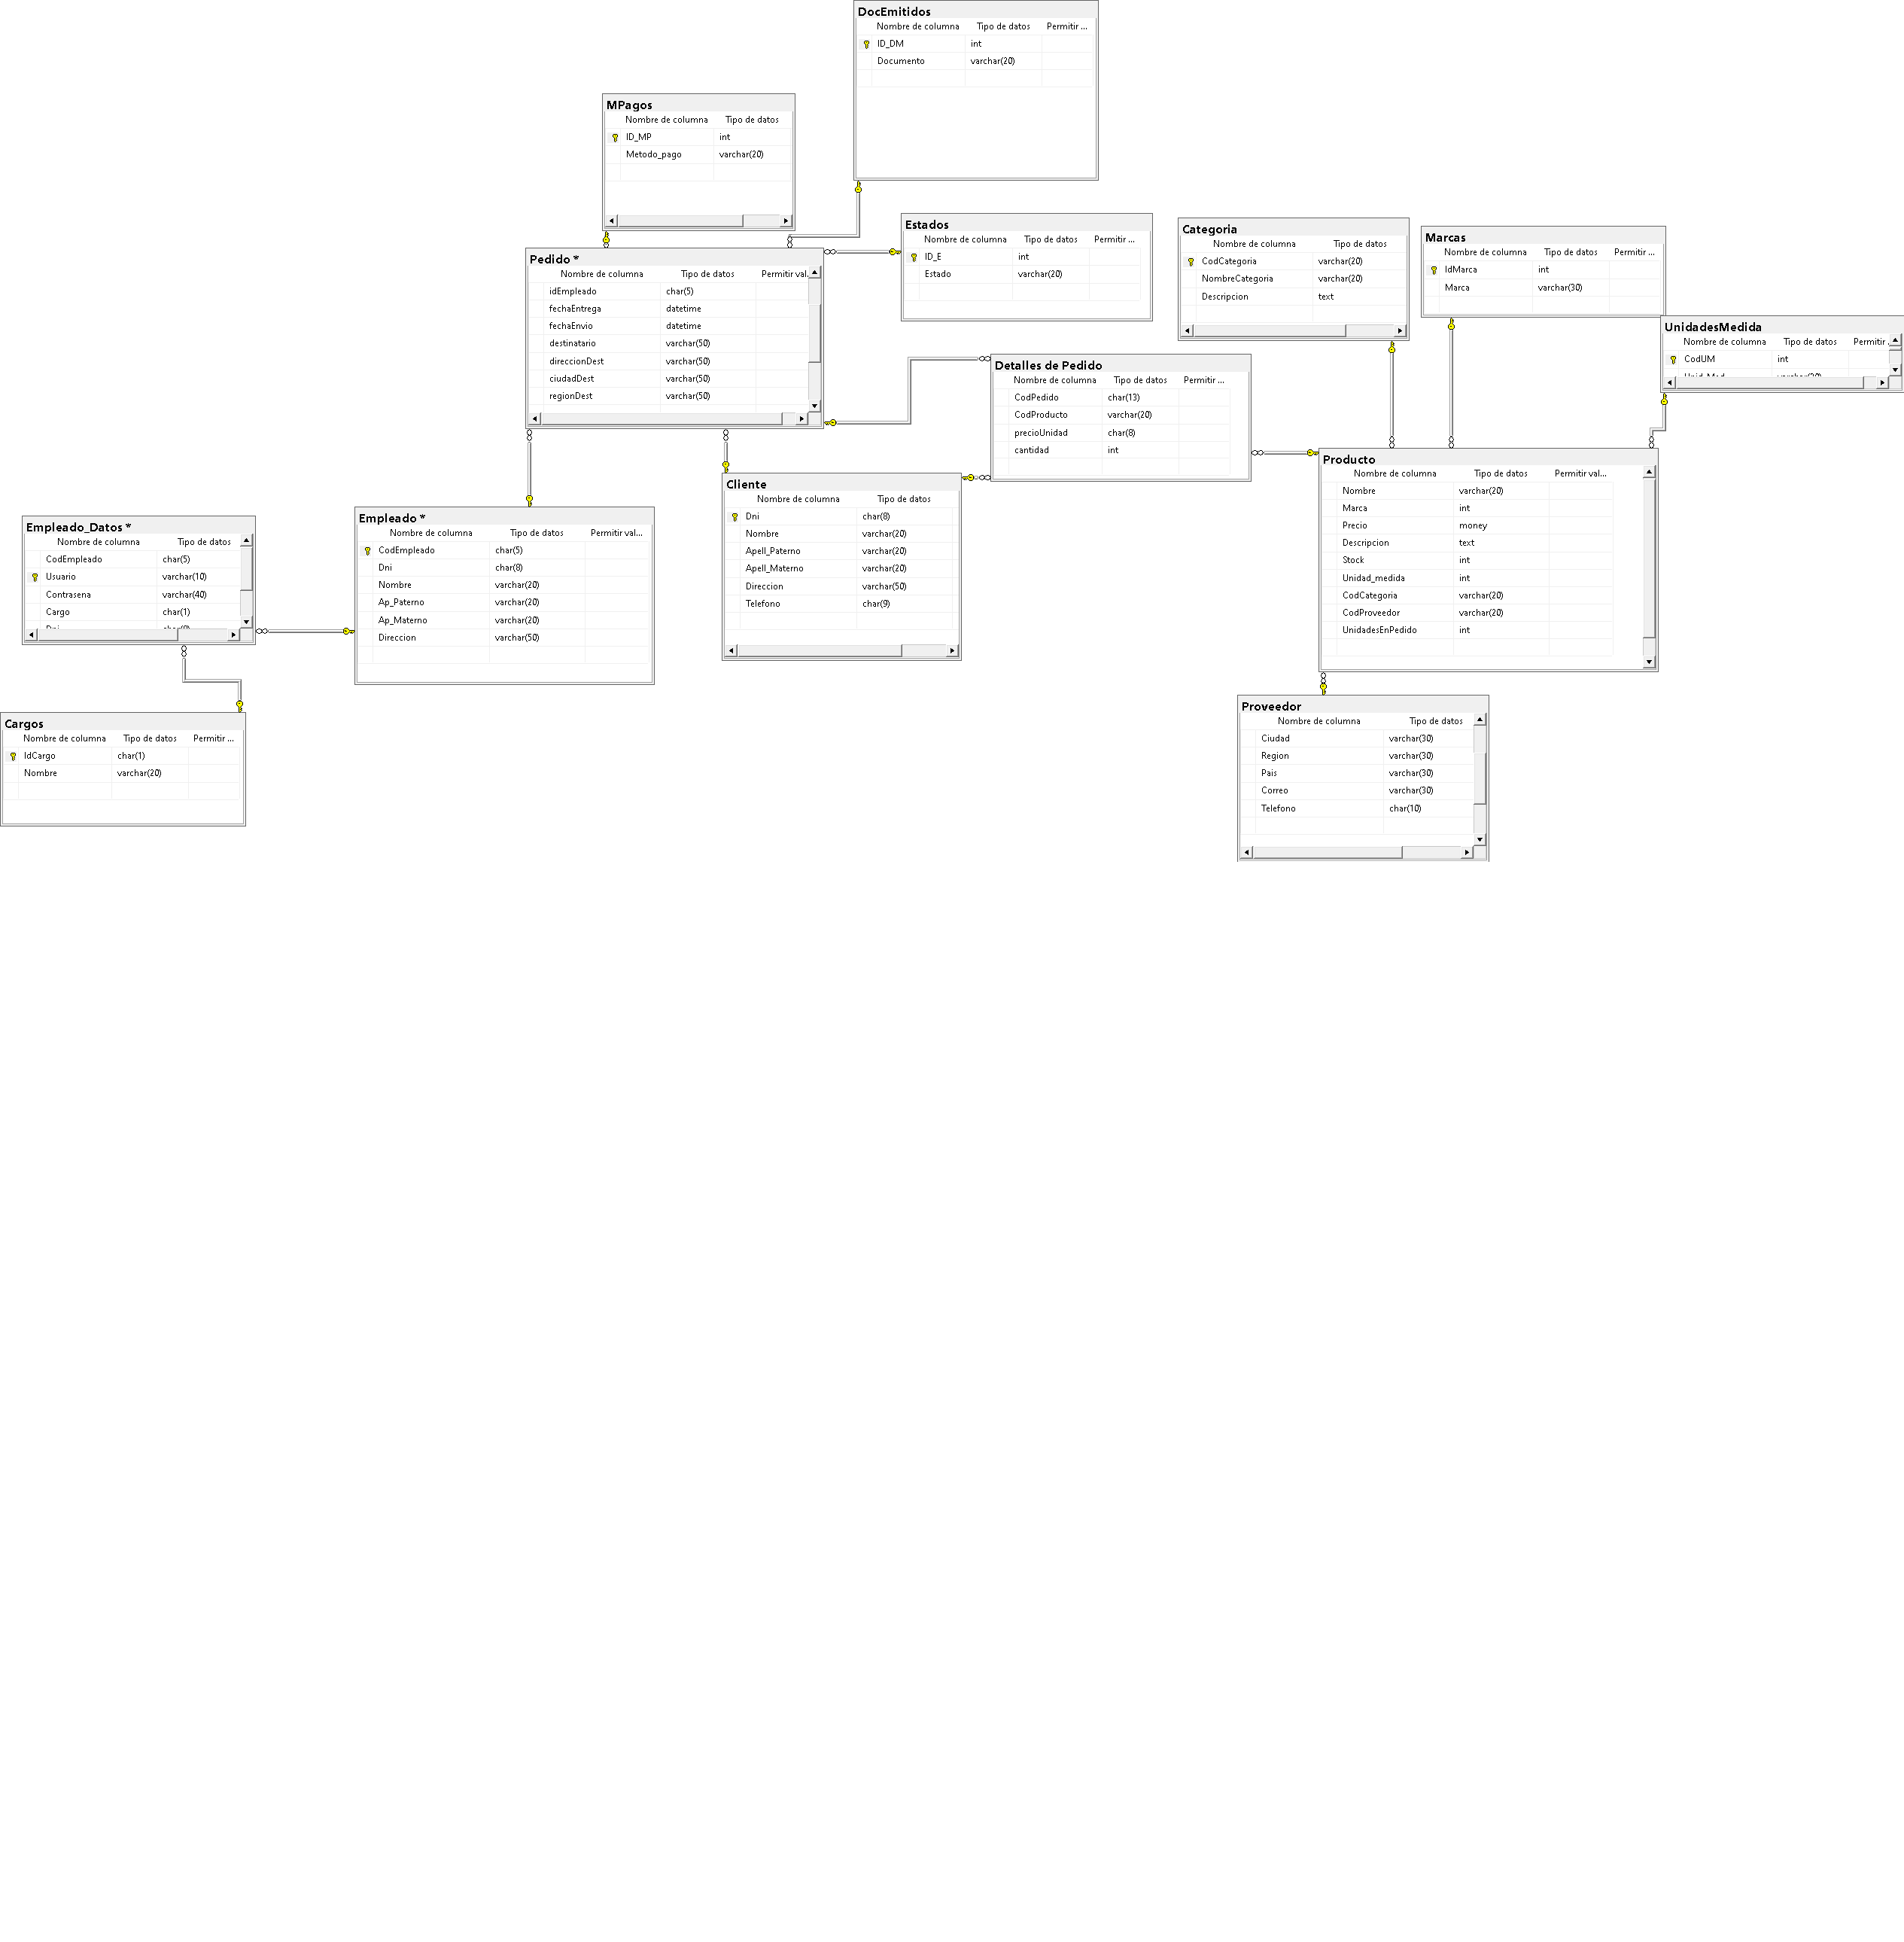 DocEmitidos
Nombre de columna Tipo de datos Permitir ...
ID_DM int
Documento varchar(20)
MPagos
Nombre de columna Tipo de datos
ID_MP int
Metodo_pago varchar(20)
Estados
Nombre de columna Tipo de datos Permitir ...
ID_E int
Estado varchar(20)
Categoria
Nombre de columna Tipo de datos
CodCategoria varchar(20)
NombreCategoria varchar(20)
Descripcion text
Marcas
Nombre de columna Tipo de datos Permitir ...
IdMarca int
Marca varchar(30)
UnidadesMedida
Nombre de columna Tipo de datos Permitir
CodUM int
Pedido *
Nombre de columna Tipo de datos Permitir val...
idEmpleado char(5)
fechaEntrega datetime
fechaEnvio datetime
destinatario varchar(50)
direccionDest varchar(50)
ciudadDest varchar(50)
regionDest varchar(50)
Detalles de Pedido
Nombre de columna Tipo de datos Permitir ...
CodPedido char(13)
CodProducto varchar(20)
precioUnidad char(8)
cantidad int
Producto
Nombre de columna Tipo de datos Permitir val...
Nombre varchar(20)
Marca int
Precio money
Descripcion text
Stock int
Unidad_medida int
CodCategoria varchar(20)
CodProveedor varchar(20)
UnidadesEnPedido int
Cliente
Nombre de columna Tipo de datos
Dni char(8)
Nombre varchar(20)
Apell_Paterno varchar(20)
Apell_Materno varchar(20)
Direccion varchar(50)
Telefono char(9)
Empleado *
Nombre de columna Tipo de datos Permitir val...
CodEmpleado char(5)
Dni char(8)
Nombre varchar(20)
Ap_Paterno varchar(20)
Ap_Materno varchar(20)
Direccion varchar(50)
Empleado_Datos *
Nombre de columna Tipo de datos
CodEmpleado char(5)
Usuario varchar(10)
Contrasena varchar(40)
Cargo char(1)
Cargos
Nombre de columna Tipo de datos Permitir ...
IdCargo char(1)
Nombre varchar(20)
Proveedor
Nombre de columna Tipo de datos
Ciudad varchar(30)
Region varchar(30)
Pais varchar(30)
Correo varchar(30)
Telefono char(10)